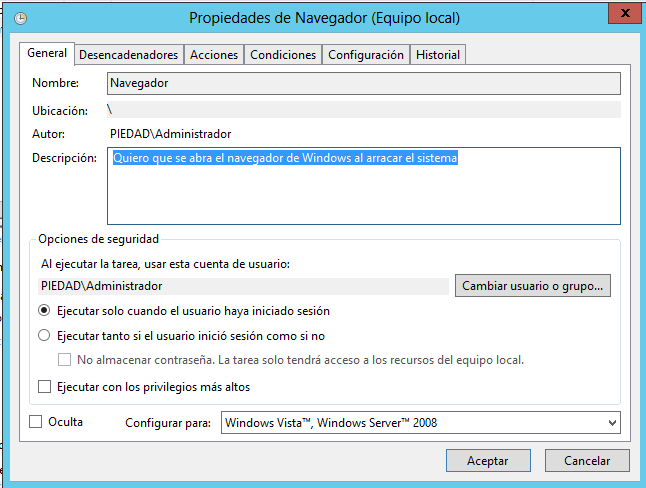 Propiedades de Navegador (Equipo local)
General Desencadenadores Acciones Condiciones Configuración Historial
Nombre: Navegador
Ubicación: \
Autor: PIEDAD\Administrador
Descripción: Quiero que se abra el navegador de Windows al arracar el sistema
Opciones de seguridad
Al ejecutar la tarea, usar esta cuenta de usuario:
PIEDAD\Administrador Cambiar usuario o grupo...
Ejecutar solo cuando el usuario haya iniciado sesión
Ejecutar tanto si el usuario inició sesión como si no
No almacenar contraseña. La tarea solo tendrá acceso a los recursos del equipo local.
Ejecutar con los privilegios más altos
Oculta Configurar para: Windows Vista™, Windows Server™ 2008
Aceptar Cancelar